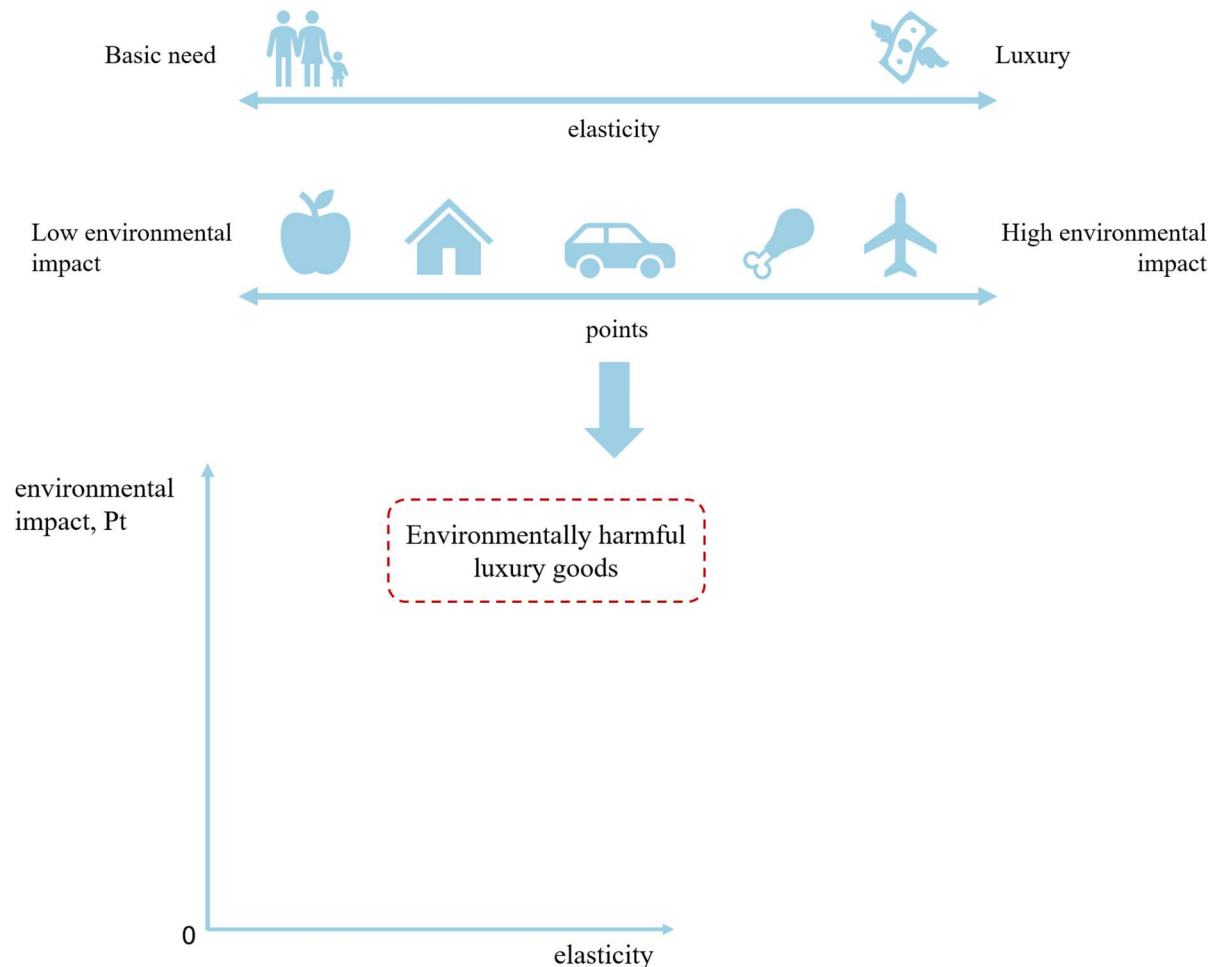 Basic need
Luxury
elasticity
Low environmental
impact
High environmental
impact
points
environmental
impact, Pt
Environmentally harmful
luxury goods
0
elasticity